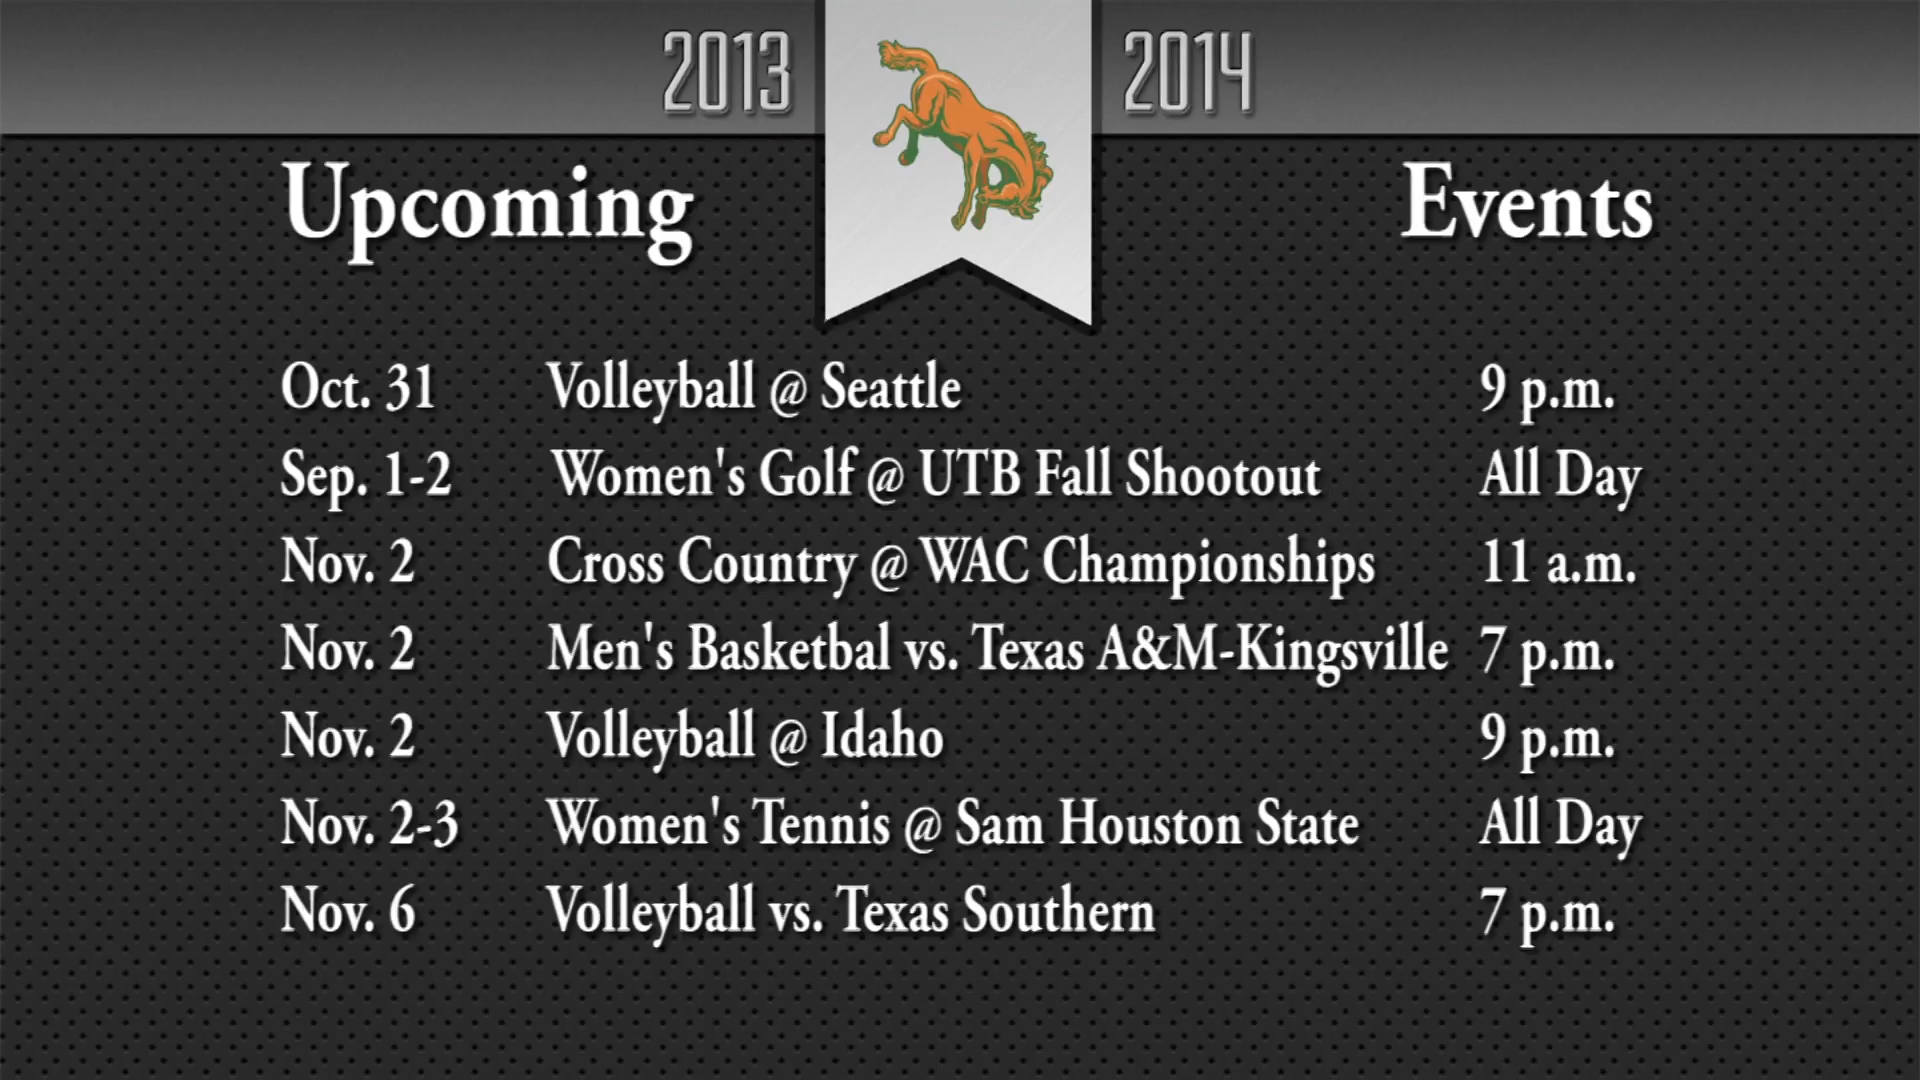 2013 2014
Upcoming Events
Oct. 31 Volleyball @ Seattle 9 p.m.
Sep. 1-2 Women's Golf @ UTB Fall Shootout All Day
Nov. 2 Cross Country @ WAC Championships 11 a.m.
Nov. 2 Men's Basketbal vs. Texas A&M-Kingsville 7 p.m.
Nov. 2 Volleyball @ Idaho 9 p.m.
Nov. 2-3 Women's Tennis @ Sam Houston State All Day
Nov. 6 Volleyball vs. Texas Southern 7 p.m.